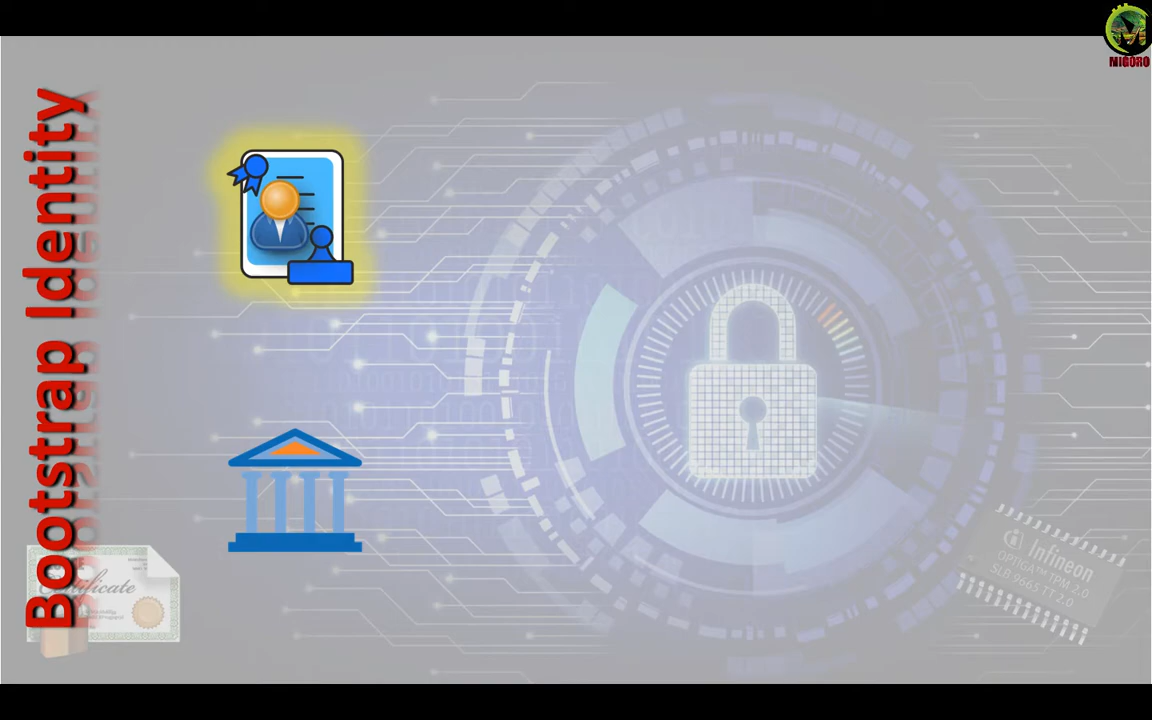 MIGORO
Bootstrap Identity
Certificate
Infineon
OPTIGA™ TPM 2.0
SLB 9665 TT 2.0